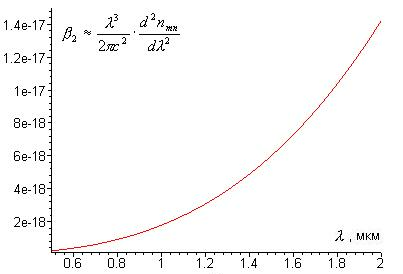 1.4e-17
β₂ ≈ λ³/2πc² · d²nₘₙ/dλ²
1.2e-17
1e-17
8e-18
6e-18
4e-18
2e-18
λ , мкм
0.6 0.8 1 1.2 1.4 1.6 1.8 2